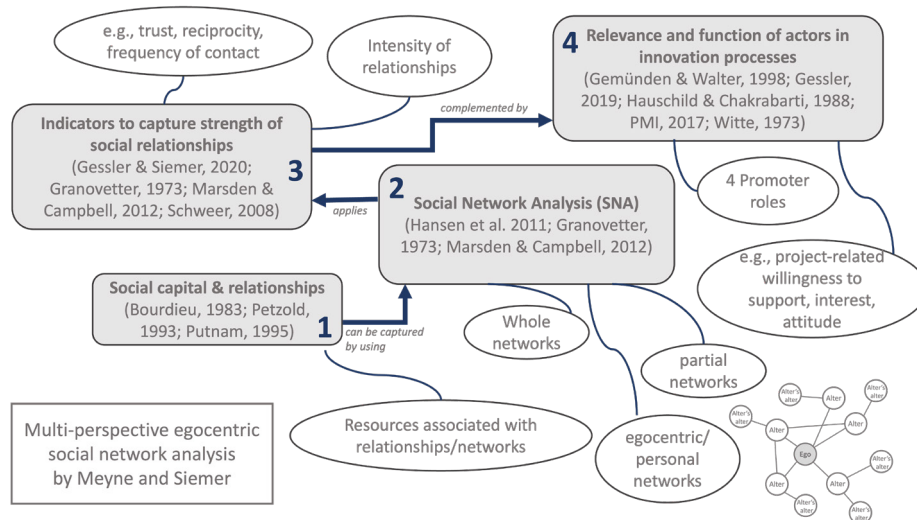 e.g., trust, reciprocity,
frequency of contact
Intensity of
relationships
4
Relevance and function of actors in
innovation processes
(Gemünden & Walter, 1998; Gessler,
2019; Hauschild & Chakrabarti, 1988;
PMI, 2017; Witte, 1973)
complemented by
Indicators to capture strength of
social relationships
(Gessler & Siemer, 2020;
Granovetter, 1973; Marsden &
Campbell, 2012; Schweer, 2008)
3
applies
2
Social Network Analysis (SNA)
(Hansen et al. 2011; Granovetter,
1973; Marsden & Campbell, 2012)
4 Promoter
roles
e.g., project-related
willingness to
support, interest,
attitude
Social capital & relationships
(Bourdieu, 1983; Petzold,
1993; Putnam, 1995)
1
can be captured
by using
Whole
networks
partial
networks
Resources associated with
relationships/networks
egocentric/
personal
networks
Multi-perspective egocentric
social network analysis
by Meyne and Siemer
Alter's
alter
Alter
Alter's
alter
Alter's
alter
Alter
Alter
Alter's
alter
Ego
Alter's
alter
Alter
Alter
Alter's
alter
Alter's
alter